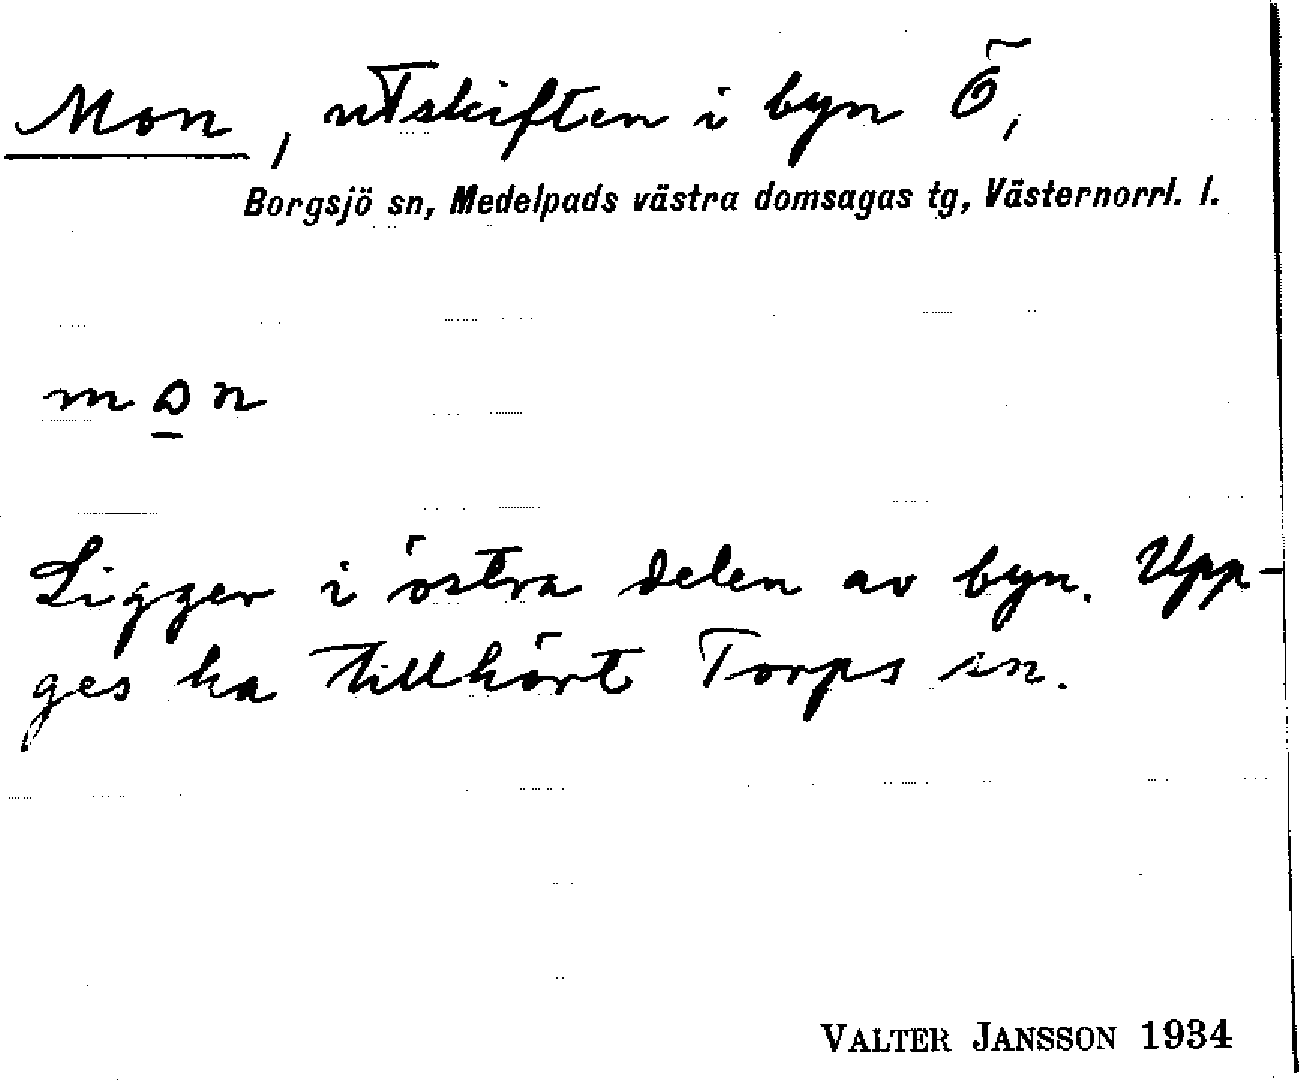 Mon, utskiften i byn Ö,
Borgsjö sn, Medelpads västra domsagas tg, Västernorrl. l.
mon
Ligger i östra delen av byn. Upp-
ges ha tillhört Torps sn.
VALTER JANSSON 1934